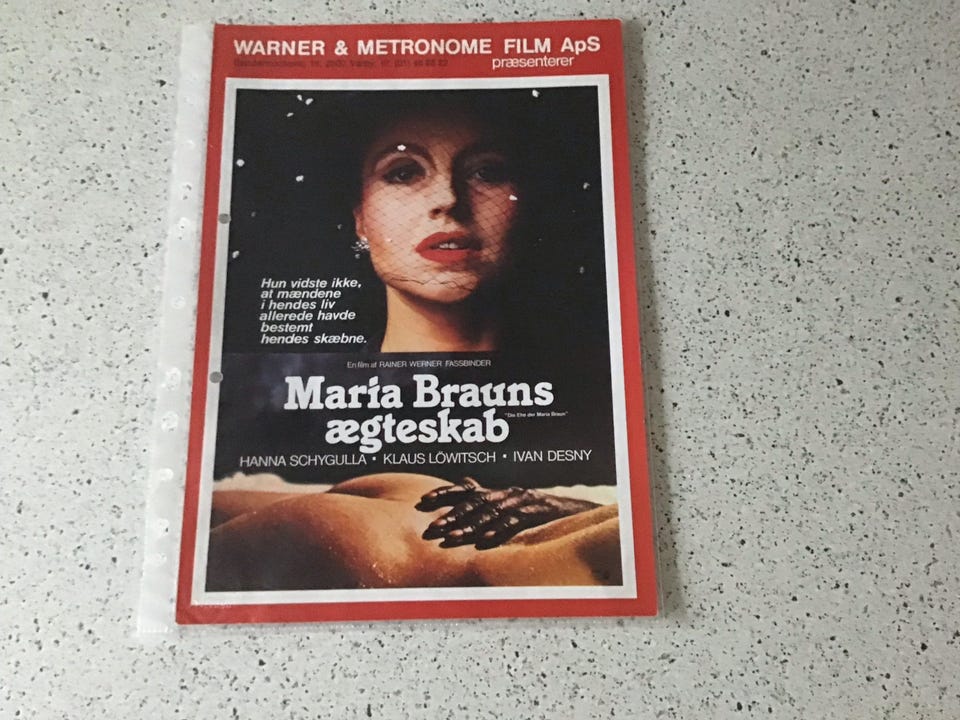 WARNER & METRONOME FILM ApS
præsenterer
Hun vidste ikke,
at mændene
i hendes liv
allerede havde
bestemt
hendes skæbne.
En film af RAINER WERNER FASSBINDER
Maria Brauns
"Die Ehe der Maria Braun"
ægteskab
HANNA SCHYGULLA • KLAUS LÖWITSCH • IVAN DESNY